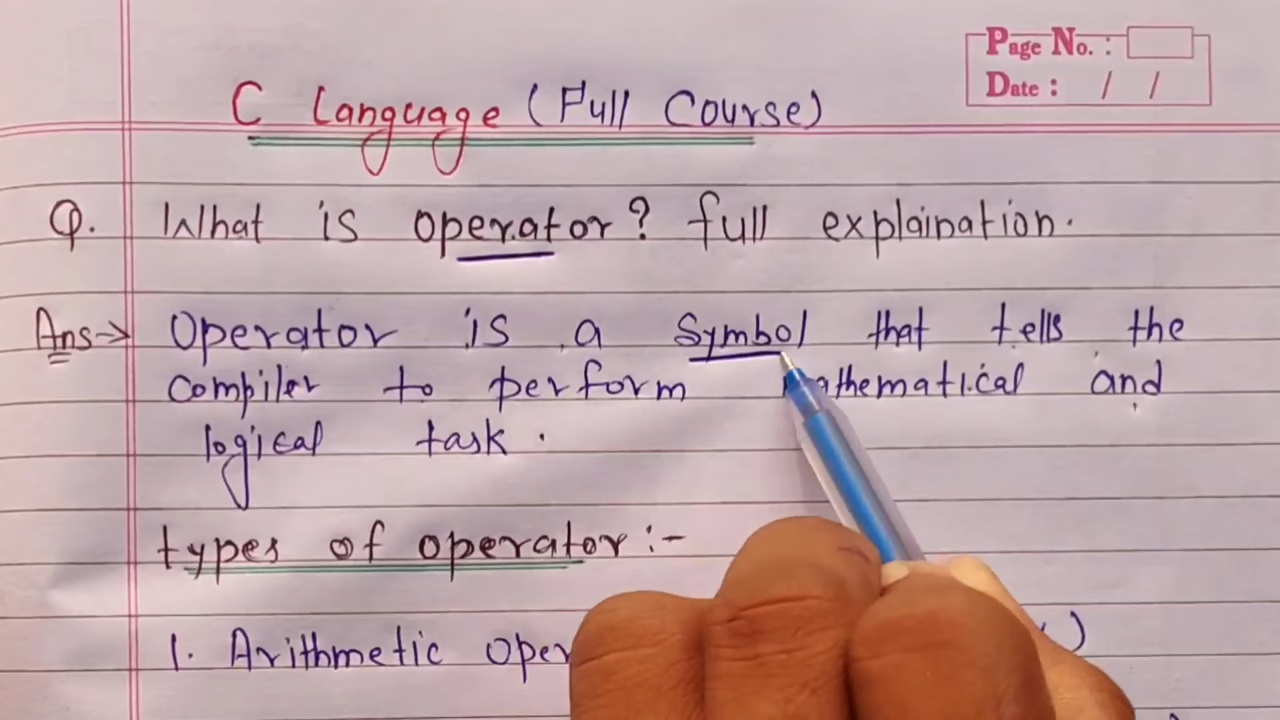 Page No. :
Date : / /
C Language (Full Course)
Q. What is operator? full explaination.
Ans→ Operator is a symbol that tells the
compiler to perform mathematical and
logical task.
types of operator :-
1. Arithmetic )